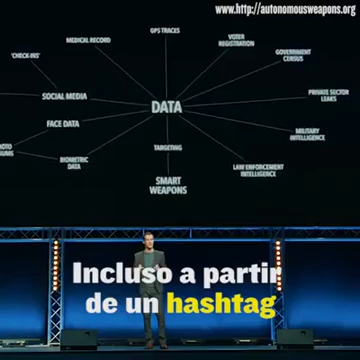 www.http://autonomousweapons.org
GPS TRACES
MEDICAL RECORD
VOTER
REGISTRATION
'CHECK-INS'
GOVERNMENT
CENSUS
SOCIAL MEDIA
PRIVATE SECTOR
LEAKS
DATA
FACE DATA
MILITARY
INTELLIGENCE
TARGETING
BIOMETRIC
DATA
LAW ENFORCEMENT
INTELLIGENCE
SMART
WEAPONS
Incluso a partir
de un hashtag